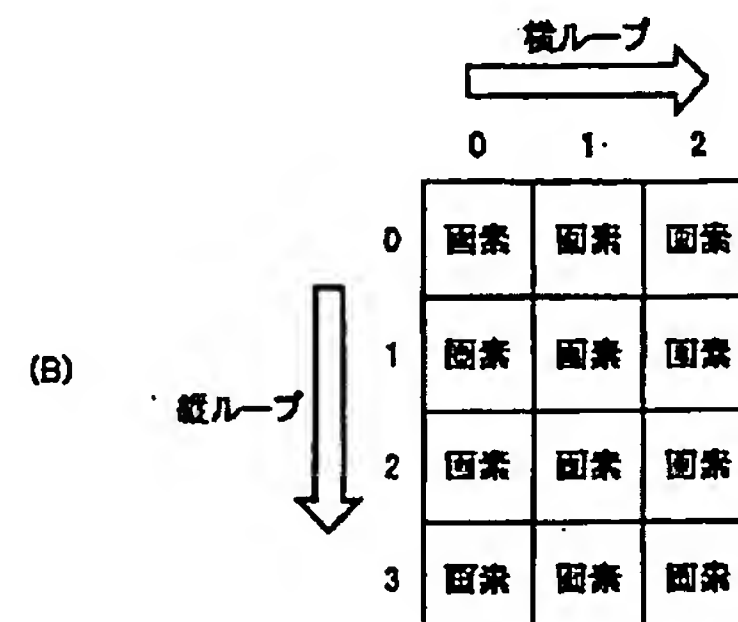 横ループ
0 1 2
0 画素 画素 画素
1 画素 画素 画素
(B)
縦ループ
2 画素 画素 画素
3 画素 画素 画素